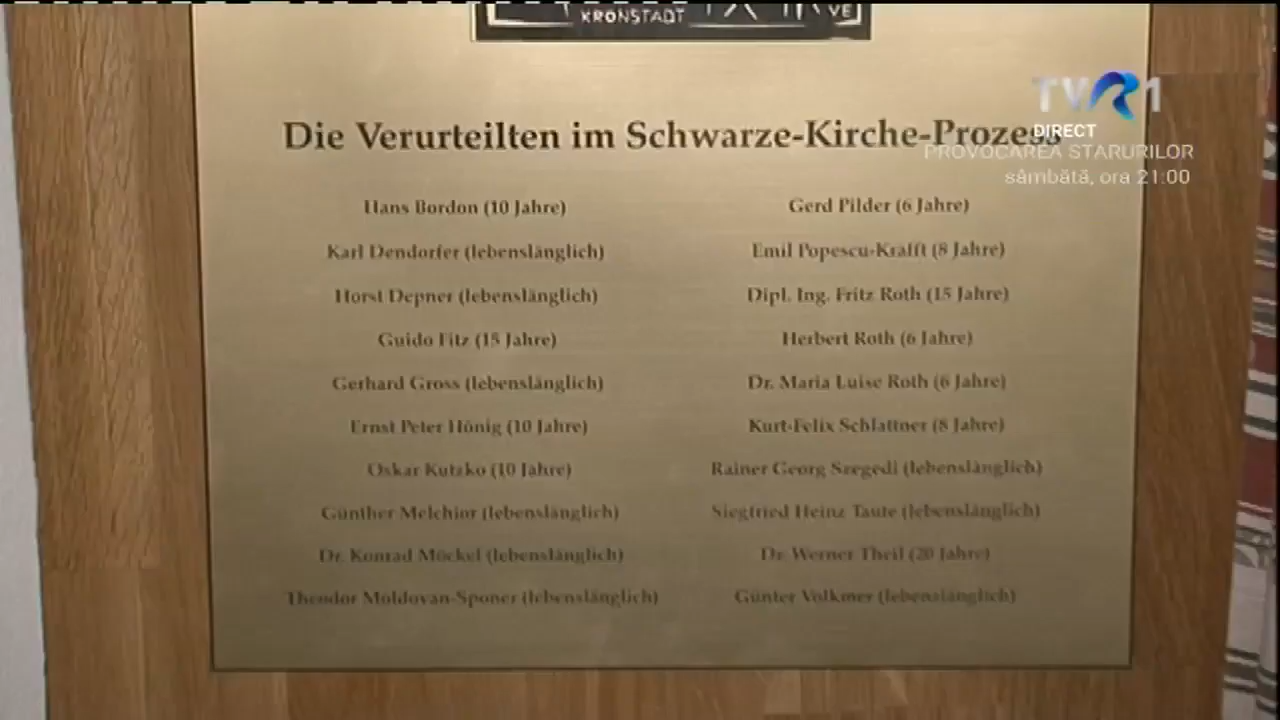 KRONSTADT
VE
TVR1
DIRECT
PROVOCAREA STARURILOR
sâmbătă, ora 21:00
Die Verurteilten im Schwarze-Kirche-Prozess
Hans Bordon (10 Jahre)
Karl Dendorfer (lebenslänglich)
Horst Depner (lebenslänglich)
Guido Fitz (15 Jahre)
Gerhard Gross (lebenslänglich)
Ernst Peter Hönig (10 Jahre)
Oskar Kutzko (10 Jahre)
Günther Melchior (lebenslänglich)
Dr. Konrad Möckel (lebenslänglich)
Theodor Moldovan-Sponer (lebenslänglich)
Gerd Pilder (6 Jahre)
Emil Popescu-Krafft (8 Jahre)
Dipl. Ing. Fritz Roth (15 Jahre)
Herbert Roth (6 Jahre)
Dr. Maria Luise Roth (6 Jahre)
Kurt-Felix Schlattner (8 Jahre)
Rainer Georg Szegedi (lebenslänglich)
Siegfried Heinz Taute (lebenslänglich)
Dr. Werner Theil (20 Jahre)
Günter Volkmer (lebenslänglich)